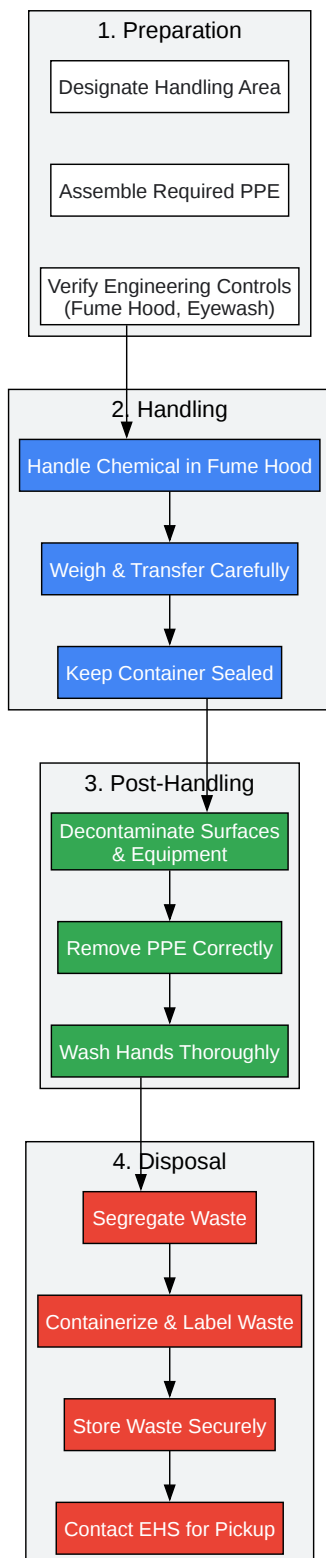 1. Preparation
Designate Handling Area
Assemble Required PPE
Verify Engineering Controls
(Fume Hood, Eyewash)
2. Handling
Handle Chemical in Fume Hood
Weigh & Transfer Carefully
Keep Container Sealed
3. Post-Handling
Decontaminate Surfaces
& Equipment
Remove PPE Correctly
Wash Hands Thoroughly
4. Disposal
Segregate Waste
Containerize & Label Waste
Store Waste Securely
Contact EHS for Pickup